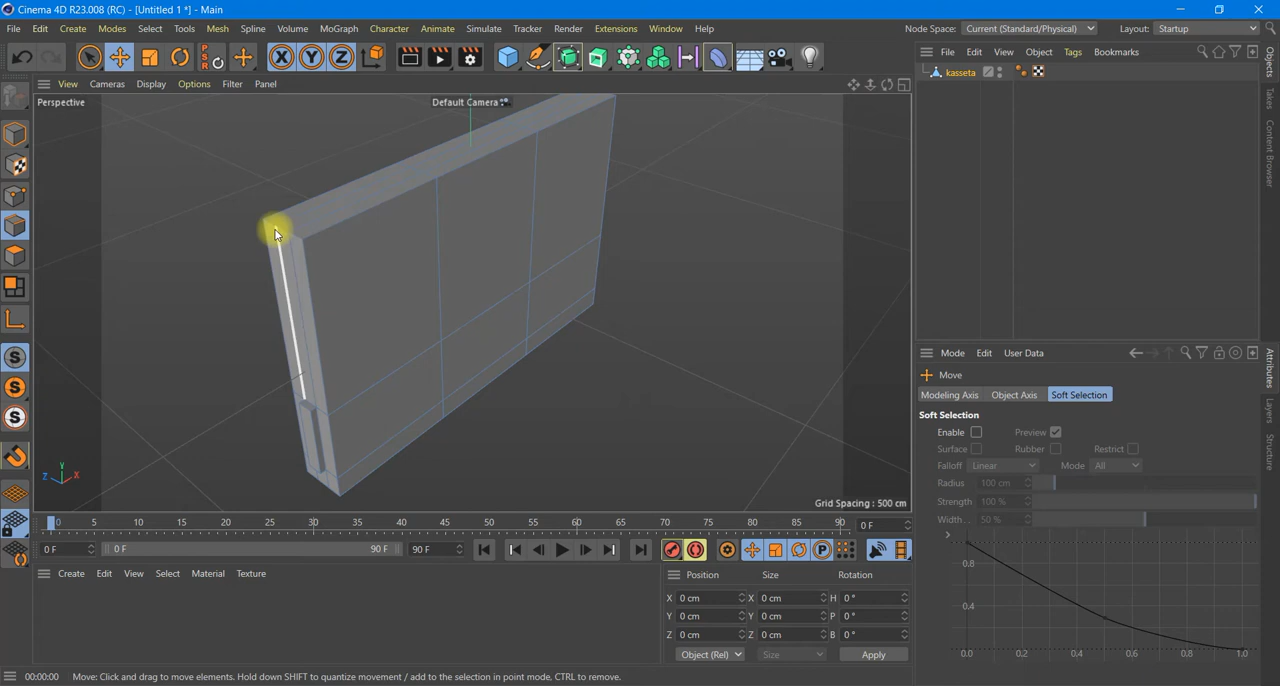 Cinema 4D R23.008 (RC) - [Untitled 1 *] - Main
File Edit Create Modes Select Tools Mesh Spline Volume MoGraph Character Animate Simulate Tracker Render Extensions Window Help Node Space: Current (Standard/Physical) Layout: Startup
PSR X Y Z
File Edit View Object Tags Bookmarks
kasseta
View Cameras Display Options Filter Panel
Perspective
Default Camera
Y
Z X
Grid Spacing : 500 cm
Objects
Takes
Content Browser
Attributes
Layers
Structure
Mode Edit User Data
Move
Modeling Axis Object Axis Soft Selection
Soft Selection
Enable Preview
Surface Rubber Restrict
Falloff Linear Mode All
Radius 100 cm
Strength 100 %
Width . . 50 %
0.8
0.4
0.0 0.2 0.4 0.6 0.8 1.0
0 5 10 15 20 25 30 35 40 45 50 55 60 65 70 75 80 85 90 0 F
0 F 0 F 90 F 90 F
Create Edit View Select Material Texture
Position Size Rotation
X 0 cm X 0 cm H 0 °
Y 0 cm Y 0 cm P 0 °
Z 0 cm Z 0 cm B 0 °
Object (Rel) Size Apply
00:00:00 Move: Click and drag to move elements. Hold down SHIFT to quantize movement / add to the selection in point mode, CTRL to remove.